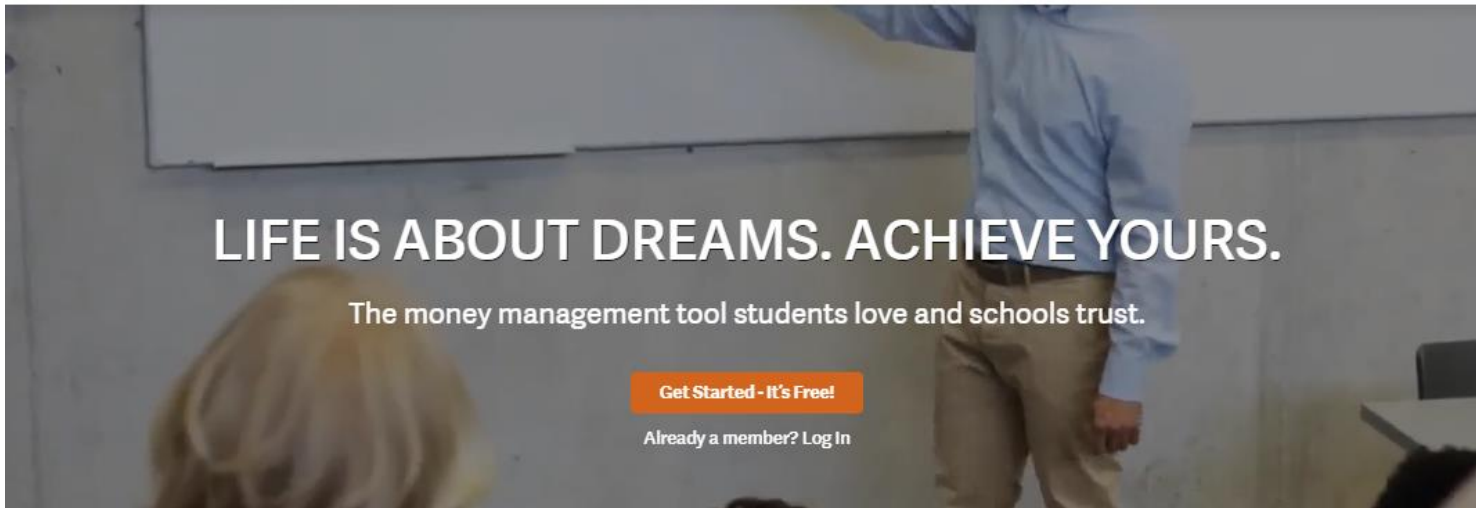 LIFE IS ABOUT DREAMS. ACHIEVE YOURS.
The money management tool students love and schools trust.
Get Started - It's Free!
Already a member? Log In